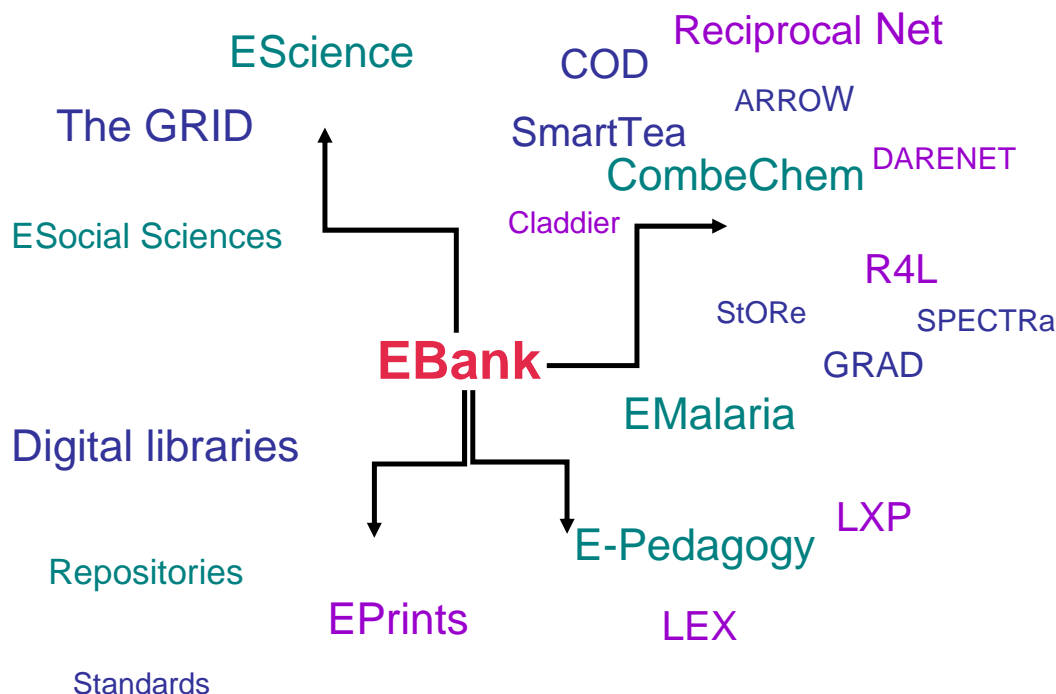 Reciprocal Net
EScience
COD
ARROW
The GRID
SmartTea
DARENET
CombeChem
Claddier
ESocial Sciences
R4L
StORe
SPECTRa
EBank
GRAD
EMalaria
Digital libraries
LXP
E-Pedagogy
Repositories
EPrints
LEX
Standards